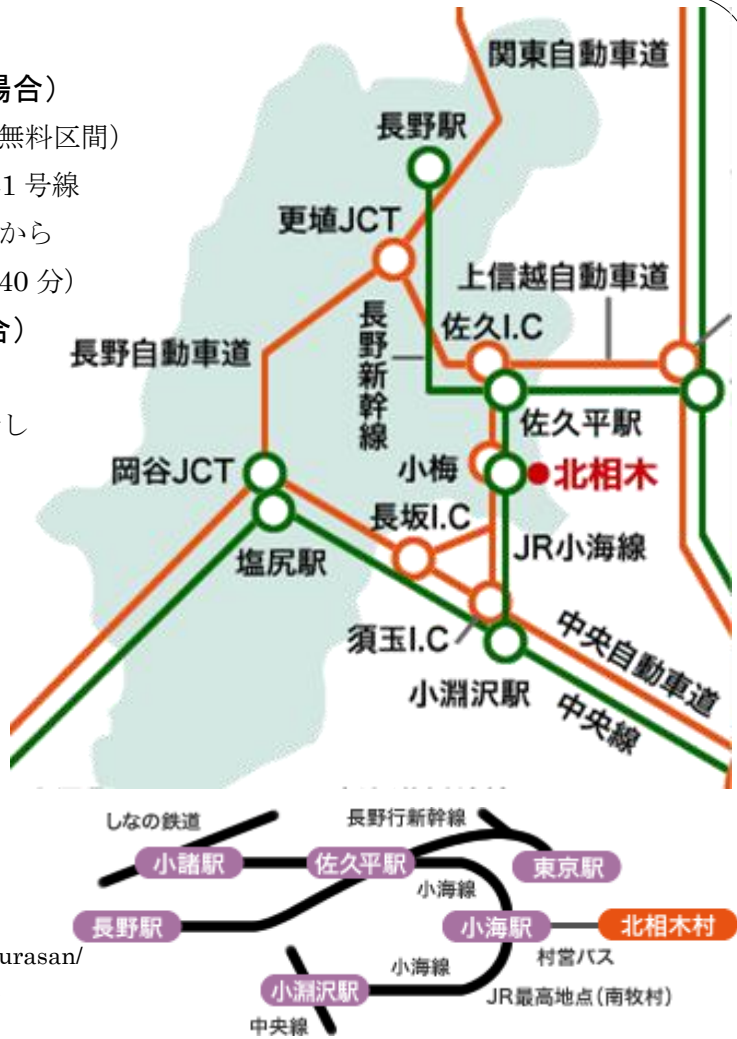 場合）
無料区間）
1 号線
から
40 分）
合）
し
関東自動車道
長野駅
更埴JCT
上信越自動車道
佐久I.C
長野新幹線
長野自動車道
佐久平駅
岡谷JCT
小梅
北相木
長坂I.C
塩尻駅
JR小海線
須玉I.C
中央自動車道
小淵沢駅
中央線
しなの鉄道
長野行新幹線
小諸駅
佐久平駅
東京駅
小海線
長野駅
小海駅
北相木村
村営バス
urasan/
小海線
小淵沢駅
JR最高地点（南牧村）
中央線